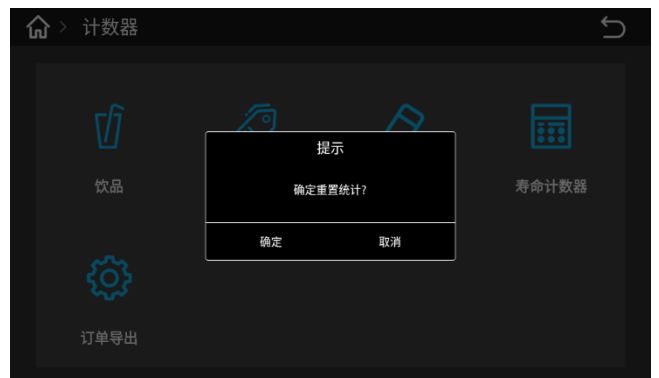 计数器
提示
确定重置统计?
确定 取消
饮品
寿命计数器
订单导出